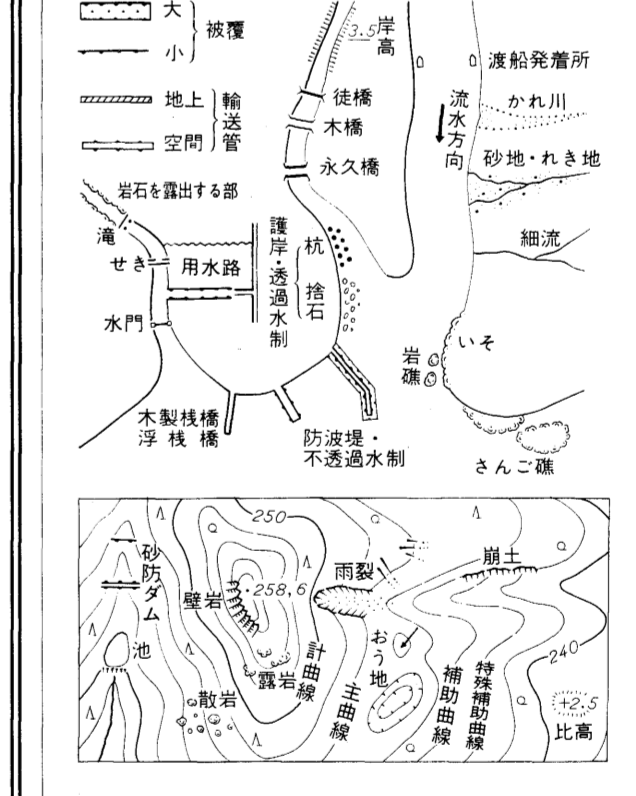 大
小
被覆
地上
空間
輸送管
3.5
岸高
徒橋
木橋
永久橋
渡船発着所
かれ川
流水方向
砂地・れき地
細流
岩石を露出する部
滝
せき
用水路
水門
護岸・透過水制
杭
捨石
いそ
岩礁
木製桟橋
浮桟橋
防波堤・
不透過水制
さんご礁
250
砂防ダム
壁岩
258,6
雨裂
崩土
池
露岩
計曲線
おう地
散岩
主曲線
補助曲線
特殊補助曲線
240
+2.5
比高